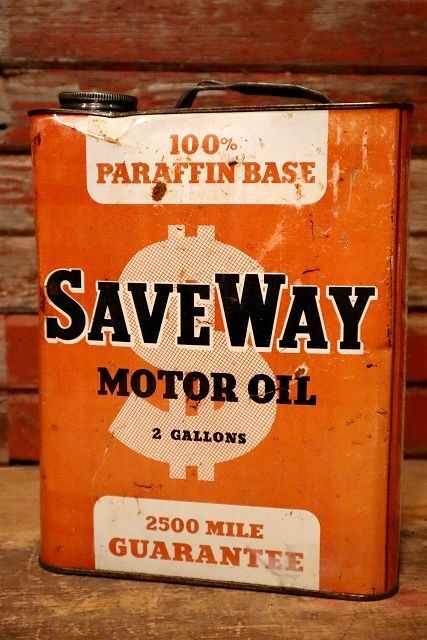 100%
PARAFFIN BASE
$
SAVEWAY
MOTOR OIL
2 GALLONS
2500 MILE
GUARANTEE